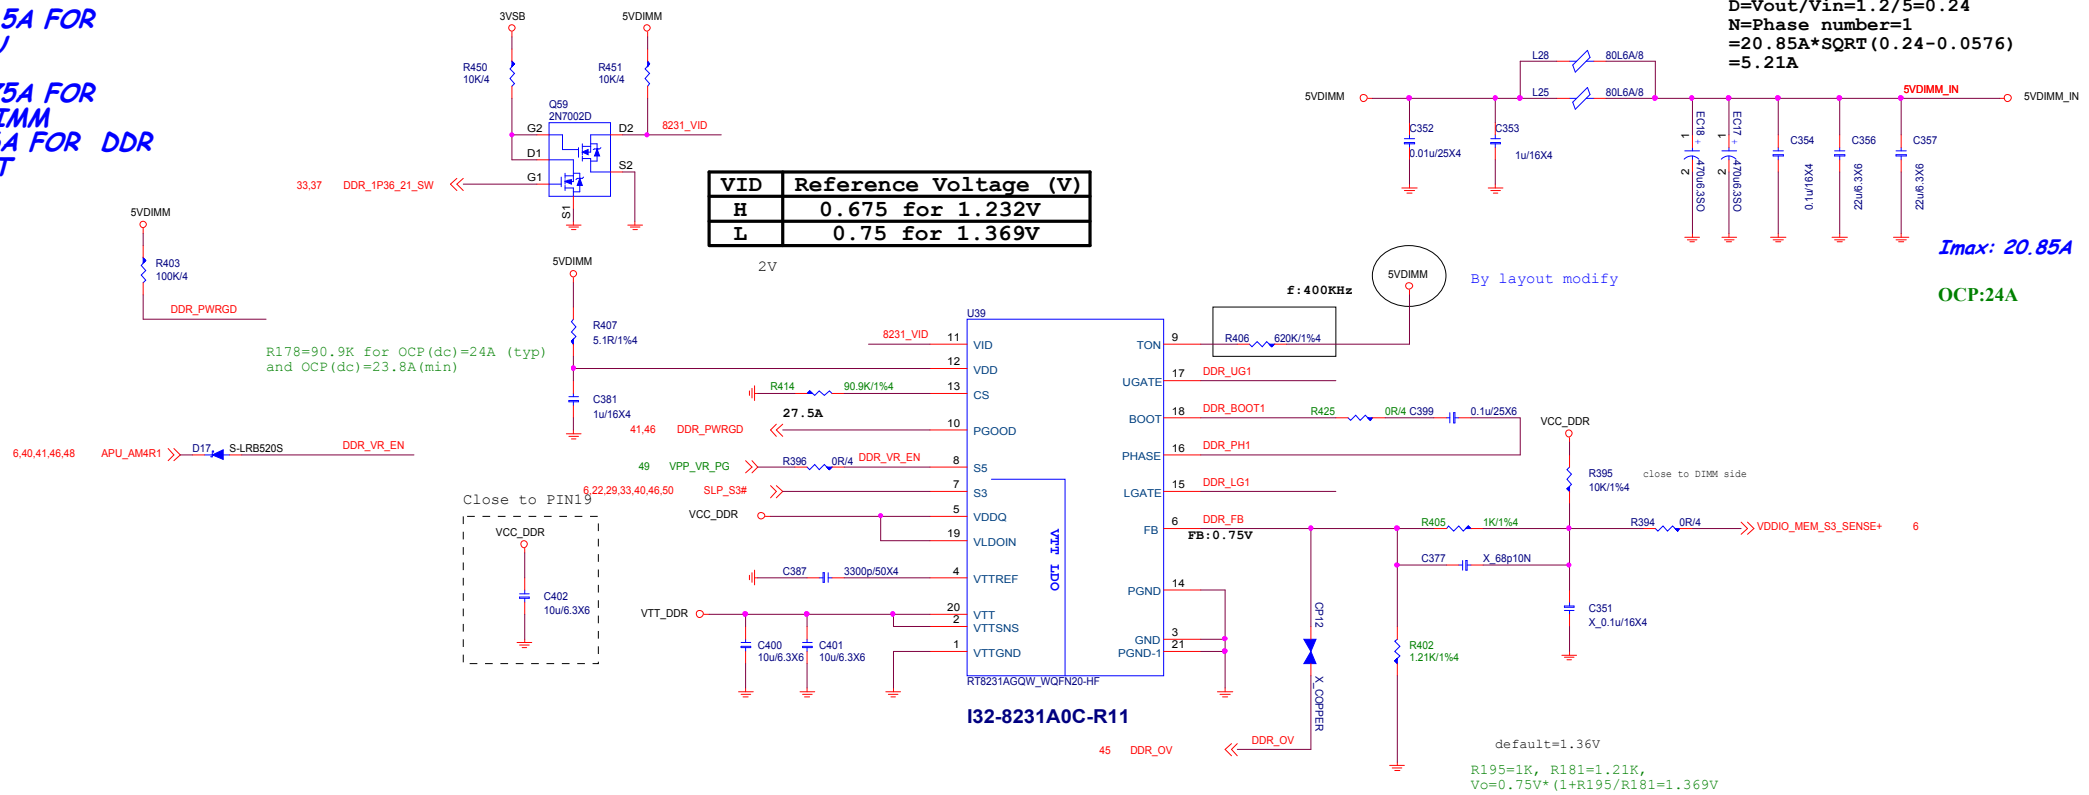 5A FOR
5A FOR
IMM
A FOR DDR
T
D=Vout/Vin=1.2/5=0.24
N=Phase number=1
=20.85A*SQRT(0.24-0.0576)
=5.21A
3VSB
5VDIMM
R450
10K/4
R451
10K/4
Q59
2N7002D
G2
D2
8231_VID
D1
S2
G1
S1
33,37 DDR_1P36_21_SW
VID Reference Voltage (V)
H 0.675 for 1.232V
L 0.75 for 1.369V
2V
5VDIMM
L28 80L6A/8
L25 80L6A/8
5VDIMM_IN
5VDIMM_IN
C352
0.01u/25X4
C353
1u/16X4
EC18
+
1
2
470u6.3SO
EC17
+
1
2
470u6.3SO
C354
0.1u/16X4
C356
22u/6.3X6
C357
22u/6.3X6
Imax: 20.85A
OCP:24A
5VDIMM
R403
100K/4
DDR_PWRGD
R178=90.9K for OCP(dc)=24A (typ)
and OCP(dc)=23.8A(min)
5VDIMM
R407
5.1R/1%4
C381
1u/16X4
6,40,41,46,48 APU_AM4R1
D17 S-LRB520S
DDR_VR_EN
Close to PIN19
VCC_DDR
C402
10u/6.3X6
U39
8231_VID 11 VID
12 VDD
R414 90.9K/1%4 13 CS
27.5A
41,46 DDR_PWRGD 10 PGOOD
49 VPP_VR_PG R396 0R/4 DDR_VR_EN 8 S5
6,22,29,33,40,46,50 SLP_S3# 7 S3
VCC_DDR 5 VDDQ
19 VLDOIN
C387 3300p/50X4 4 VTTREF
VTT_DDR 20 VTT
2 VTTSNS
1 VTTGND
C400
10u/6.3X6
C401
10u/6.3X6
VTT LDO
f:400KHz
5VDIMM
By layout modify
TON 9 R406 620K/1%4
UGATE 17 DDR_UG1
BOOT 18 DDR_BOOT1 R425 0R/4 C399 0.1u/25X6
PHASE 16 DDR_PH1
LGATE 15 DDR_LG1
FB 6 DDR_FB
FB:0.75V
PGND 14
GND 3
PGND-1 21
RT8231AGQW_WQFN20-HF
I32-8231A0C-R11
VCC_DDR
R395
10K/1%4
close to DIMM side
R405 1K/1%4
R394 0R/4
VDDIO_MEM_S3_SENSE+ 6
C377 X_68p10N
C351
X_0.1u/16X4
R402
1.21K/1%4
CP12
X_COPPER
45 DDR_OV
DDR_OV
default=1.36V
R195=1K, R181=1.21K,
Vo=0.75V*(1+R195/R181=1.369V